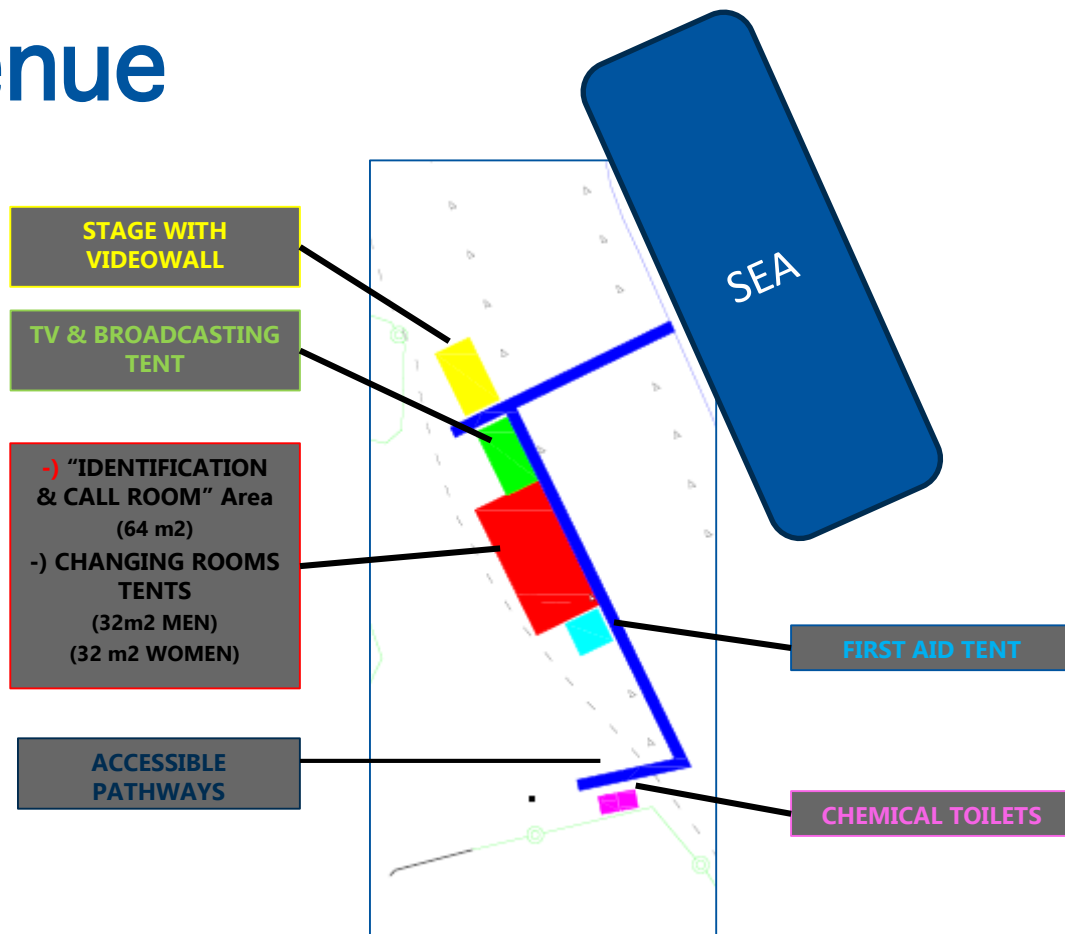 enue
STAGE WITH
VIDEOWALL
TV & BROADCASTING
TENT
-) “IDENTIFICATION
& CALL ROOM” Area
(64 m2)
-) CHANGING ROOMS
TENTS
(32m2 MEN)
(32 m2 WOMEN)
ACCESSIBLE
PATHWAYS
SEA
FIRST AID TENT
CHEMICAL TOILETS